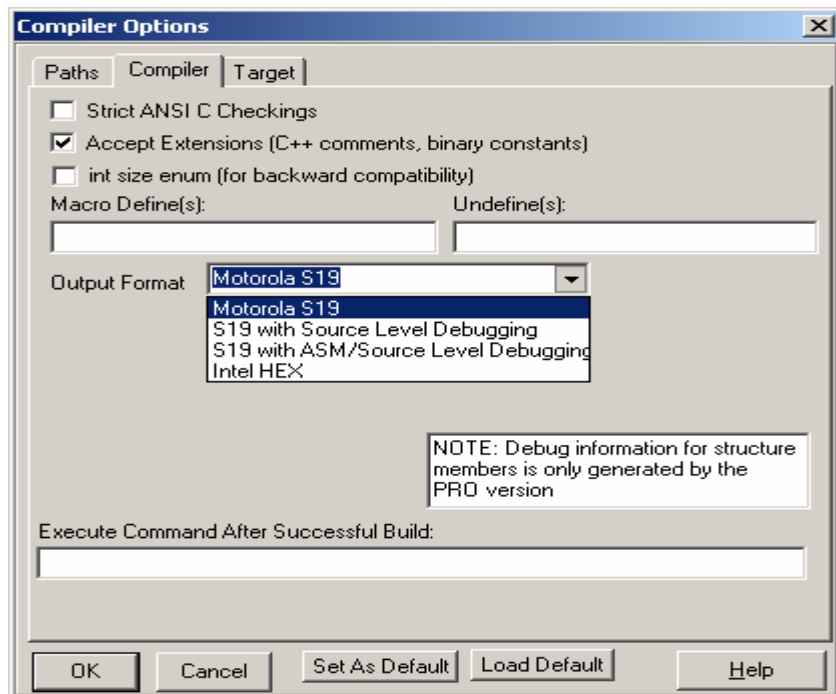 Compiler Options
Paths Compiler Target
Strict ANSI C Checkings
Accept Extensions (C++ comments, binary constants)
int size enum (for backward compatibility)
Macro Define(s): Undefine(s):
Output Format Motorola S19
Motorola S19
S19 with Source Level Debugging
S19 with ASM/Source Level Debugging
Intel HEX
NOTE: Debug information for structure
members is only generated by the
PRO version
Execute Command After Successful Build:
OK Cancel Set As Default Load Default Help